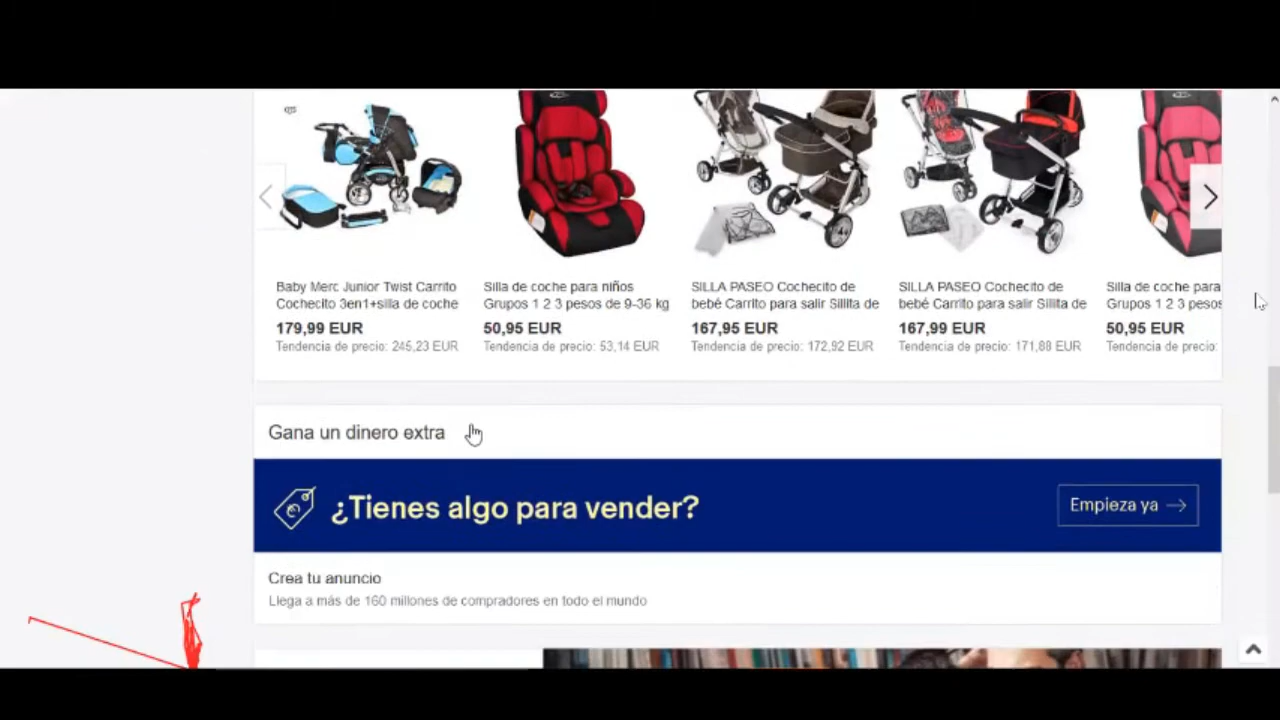 Baby Merc Junior Twist Carrito
Cochecito 3en1+silla de coche
179,99 EUR
Tendencia de precio: 245,23 EUR
Silla de coche para niños
Grupos 1 2 3 pesos de 9-36 kg
50,95 EUR
Tendencia de precio: 53,14 EUR
SILLA PASEO Cochecito de
bebé Carrito para salir Sillita de
167,95 EUR
Tendencia de precio: 172,92 EUR
SILLA PASEO Cochecito de
bebé Carrito para salir Sillita de
167,99 EUR
Tendencia de precio: 171,88 EUR
Silla de coche para
Grupos 1 2 3 pesos
50,95 EUR
Tendencia de precio:
Gana un dinero extra
¿Tienes algo para vender?
Empieza ya
Crea tu anuncio
Llega a más de 160 millones de compradores en todo el mundo